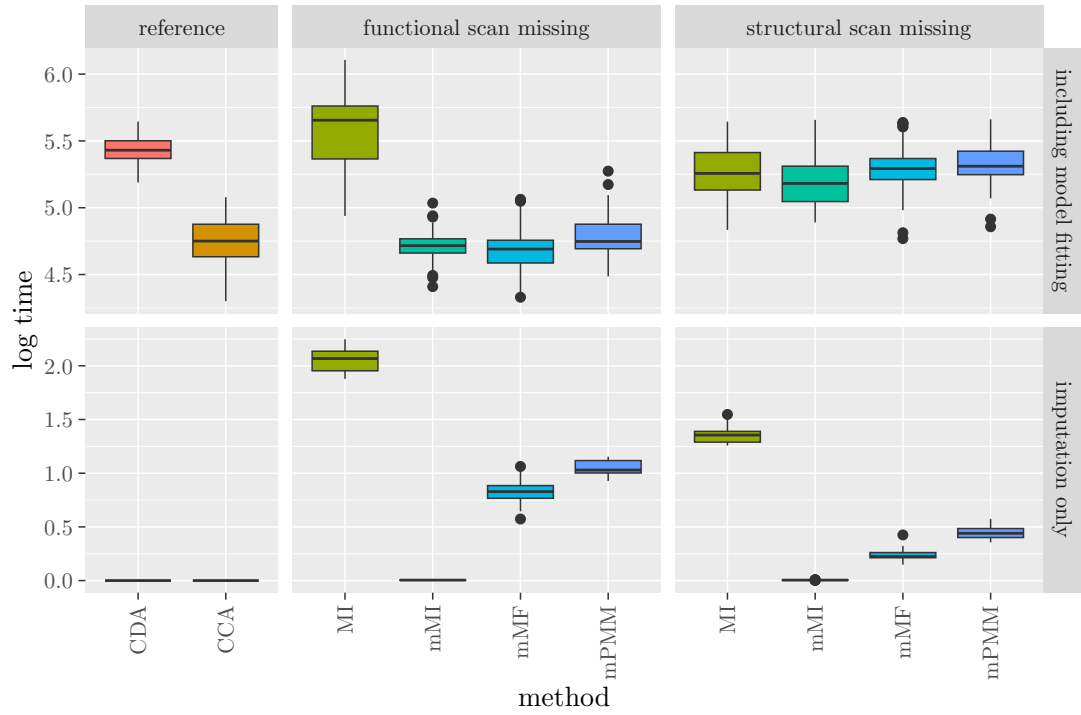 reference
functional scan missing
structural scan missing
6.0
5.5
5.0
4.5
including model fitting
log time
2.0
1.5
1.0
0.5
0.0
imputation only
CDA
CCA
MI
mMI
mMF
mPMM
MI
mMI
mMF
mPMM
method